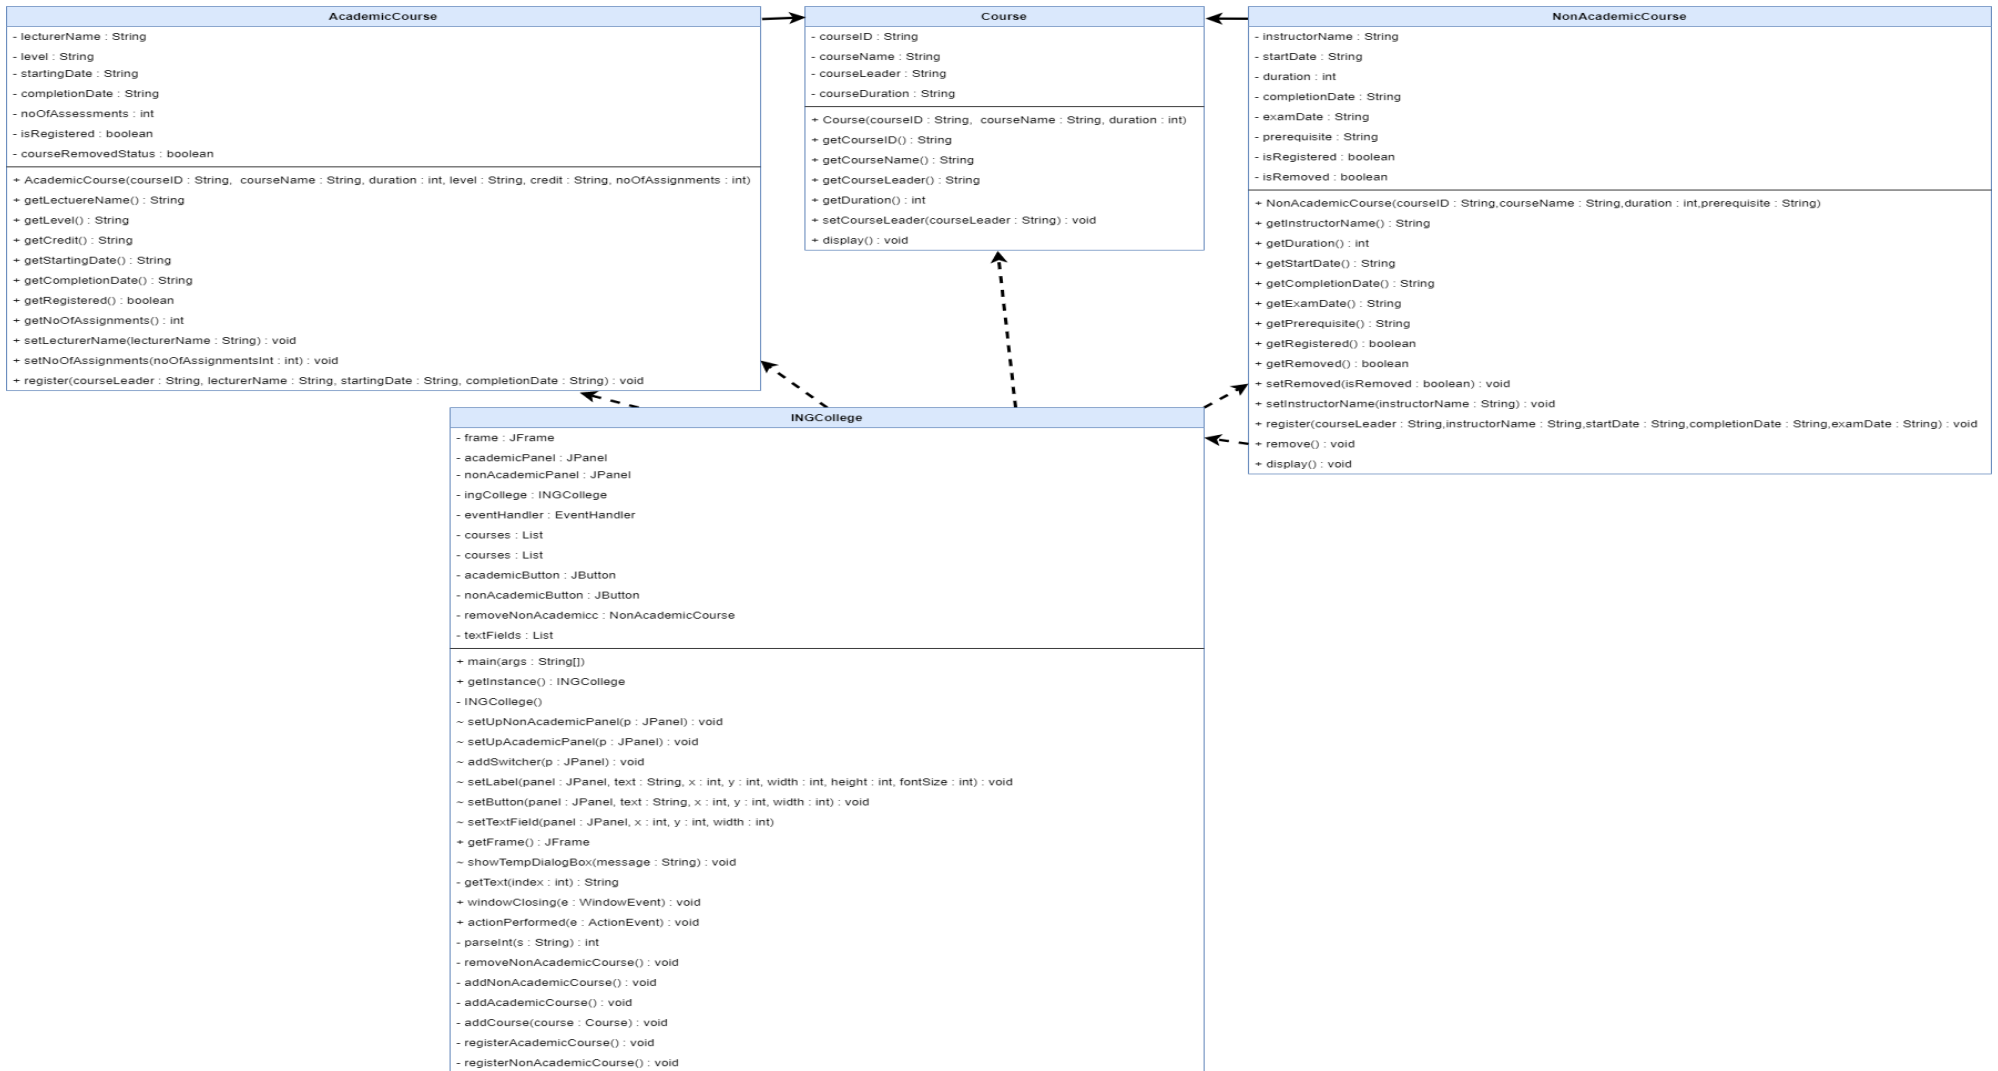 AcademicCourse
- lecturerName : String
- level : String
- startingDate : String
- completionDate : String
- noOfAssessments : int
- isRegistered : boolean
- courseRemovedStatus : boolean
+ AcademicCourse(courseID : String,  courseName : String, duration : int, level : String, credit : String, noOfAssignments : int)
+ getLectuereName() : String
+ getLevel() : String
+ getCredit() : String
+ getStartingDate() : String
+ getCompletionDate() : String
+ getRegistered() : boolean
+ getNoOfAssignments() : int
+ setLecturerName(lecturerName : String) : void
+ setNoOfAssignments(noOfAssignmentsInt : int) : void
+ register(courseLeader : String, lecturerName : String, startingDate : String, completionDate : String) : void
Course
- courseID : String
- courseName : String
- courseLeader : String
- courseDuration : String
+ Course(courseID : String,  courseName : String, duration : int)
+ getCourseID() : String
+ getCourseName() : String
+ getCourseLeader() : String
+ getDuration() : int
+ setCourseLeader(courseLeader : String) : void
+ display() : void
NonAcademicCourse
- instructorName : String
- startDate : String
- duration : int
- completionDate : String
- examDate : String
- prerequisite : String
- isRegistered : boolean
- isRemoved : boolean
+ NonAcademicCourse(courseID : String,courseName : String,duration : int,prerequisite : String)
+ getInstructorName() : String
+ getDuration() : int
+ getStartDate() : String
+ getCompletionDate() : String
+ getExamDate() : String
+ getPrerequisite() : String
+ getRegistered() : boolean
+ getRemoved() : boolean
+ setRemoved(isRemoved : boolean) : void
+ setInstructorName(instructorName : String) : void
+ register(courseLeader : String,instructorName : String,startDate : String,completionDate : String,examDate : String) : void
+ remove() : void
+ display() : void
INGCollege
- frame : JFrame
- academicPanel : JPanel
- nonAcademicPanel : JPanel
- ingCollege : INGCollege
- eventHandler : EventHandler
- courses : List
- courses : List
- academicButton : JButton
- nonAcademicButton : JButton
- removeNonAcademicc : NonAcademicCourse
- textFields : List
+ main(args : String[])
+ getInstance() : INGCollege
- INGCollege()
~ setUpNonAcademicPanel(p : JPanel) : void
~ setUpAcademicPanel(p : JPanel) : void
~ addSwitcher(p : JPanel) : void
~ setLabel(panel : JPanel, text : String, x : int, y : int, width : int, height : int, fontSize : int) : void
~ setButton(panel : JPanel, text : String, x : int, y : int, width : int) : void
~ setTextField(panel : JPanel, x : int, y : int, width : int)
+ getFrame() : JFrame
~ showTempDialogBox(message : String) : void
- getText(index : int) : String
+ windowClosing(e : WindowEvent) : void
+ actionPerformed(e : ActionEvent) : void
- parseInt(s : String) : int
- removeNonAcademicCourse() : void
- addNonAcademicCourse() : void
- addAcademicCourse() : void
- addCourse(course : Course) : void
- registerAcademicCourse() : void
- registerNonAcademicCourse() : void